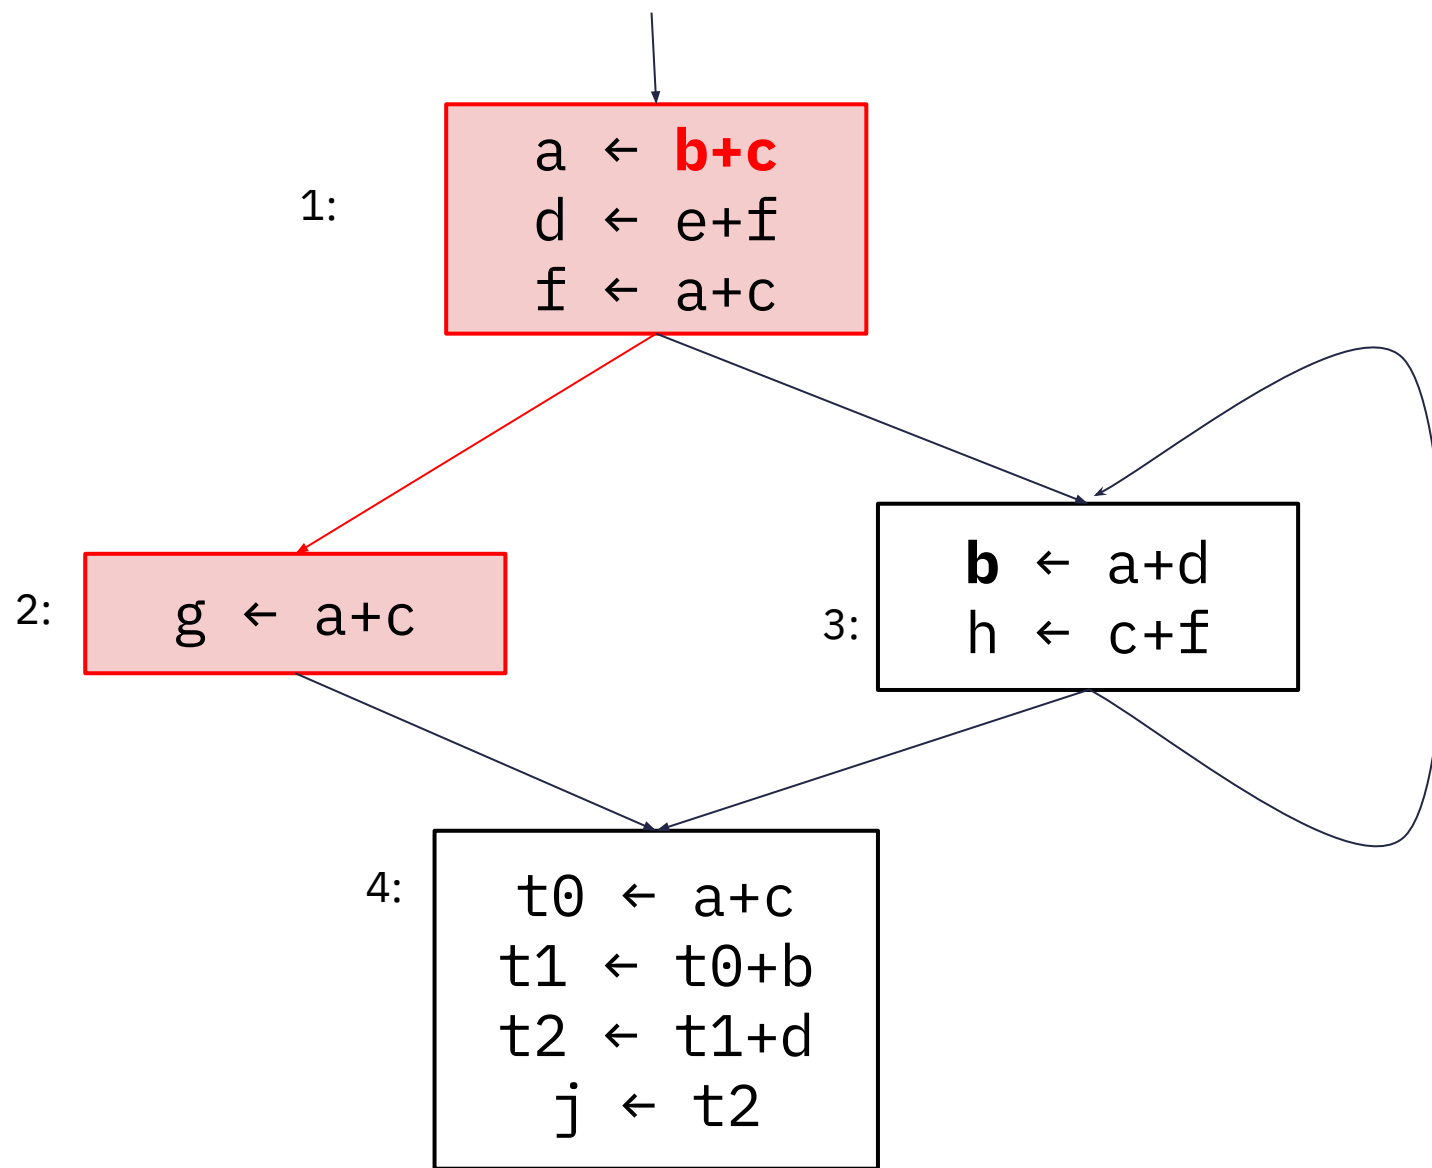 1:
a ← b+c
d ← e+f
f ← a+c
2:
g ← a+c
3:
b ← a+d
h ← c+f
4:
t0 ← a+c
t1 ← t0+b
t2 ← t1+d
j ← t2